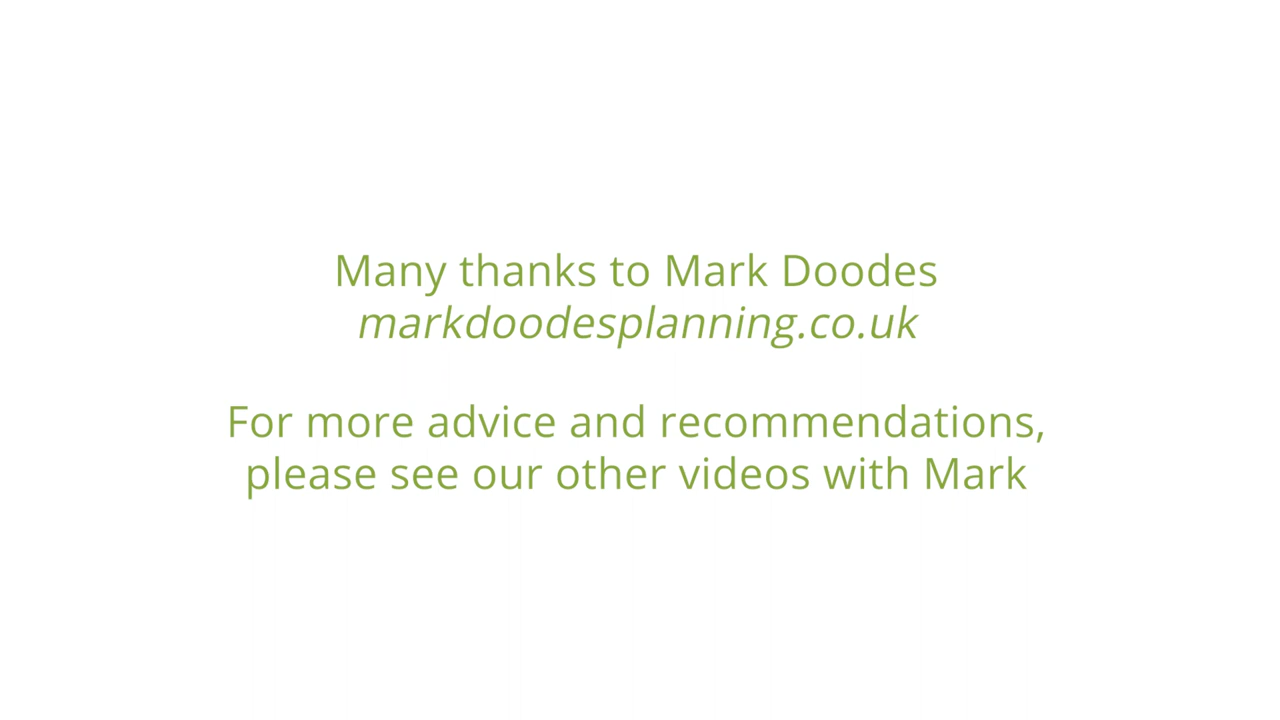 Many thanks to Mark Doodes
markdoodesplanning.co.uk
For more advice and recommendations,
please see our other videos with Mark